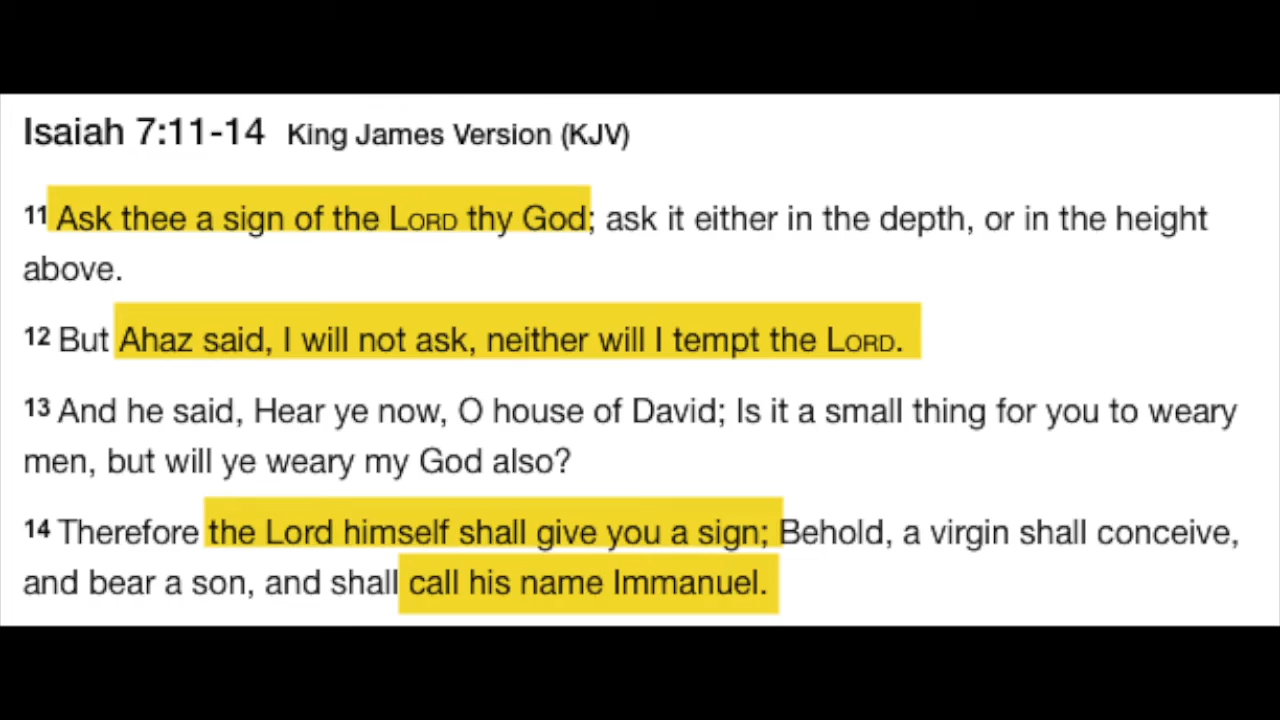 Isaiah 7:11-14 King James Version (KJV)
11 Ask thee a sign of the LORD thy God; ask it either in the depth, or in the height
above.
12 But Ahaz said, I will not ask, neither will I tempt the LORD.
13 And he said, Hear ye now, O house of David; Is it a small thing for you to weary
men, but will ye weary my God also?
14 Therefore the Lord himself shall give you a sign; Behold, a virgin shall conceive,
and bear a son, and shall call his name Immanuel.